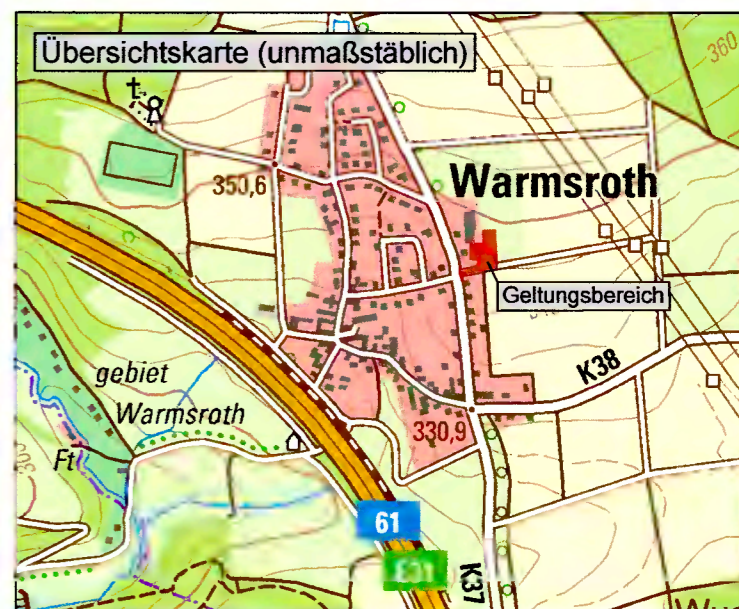 Übersichtskarte (unmaßstäblich)
360
350,6
Warmsroth
Geltungsbereich
gebiet
Warmsroth
K38
330,9
Ft
61
K37